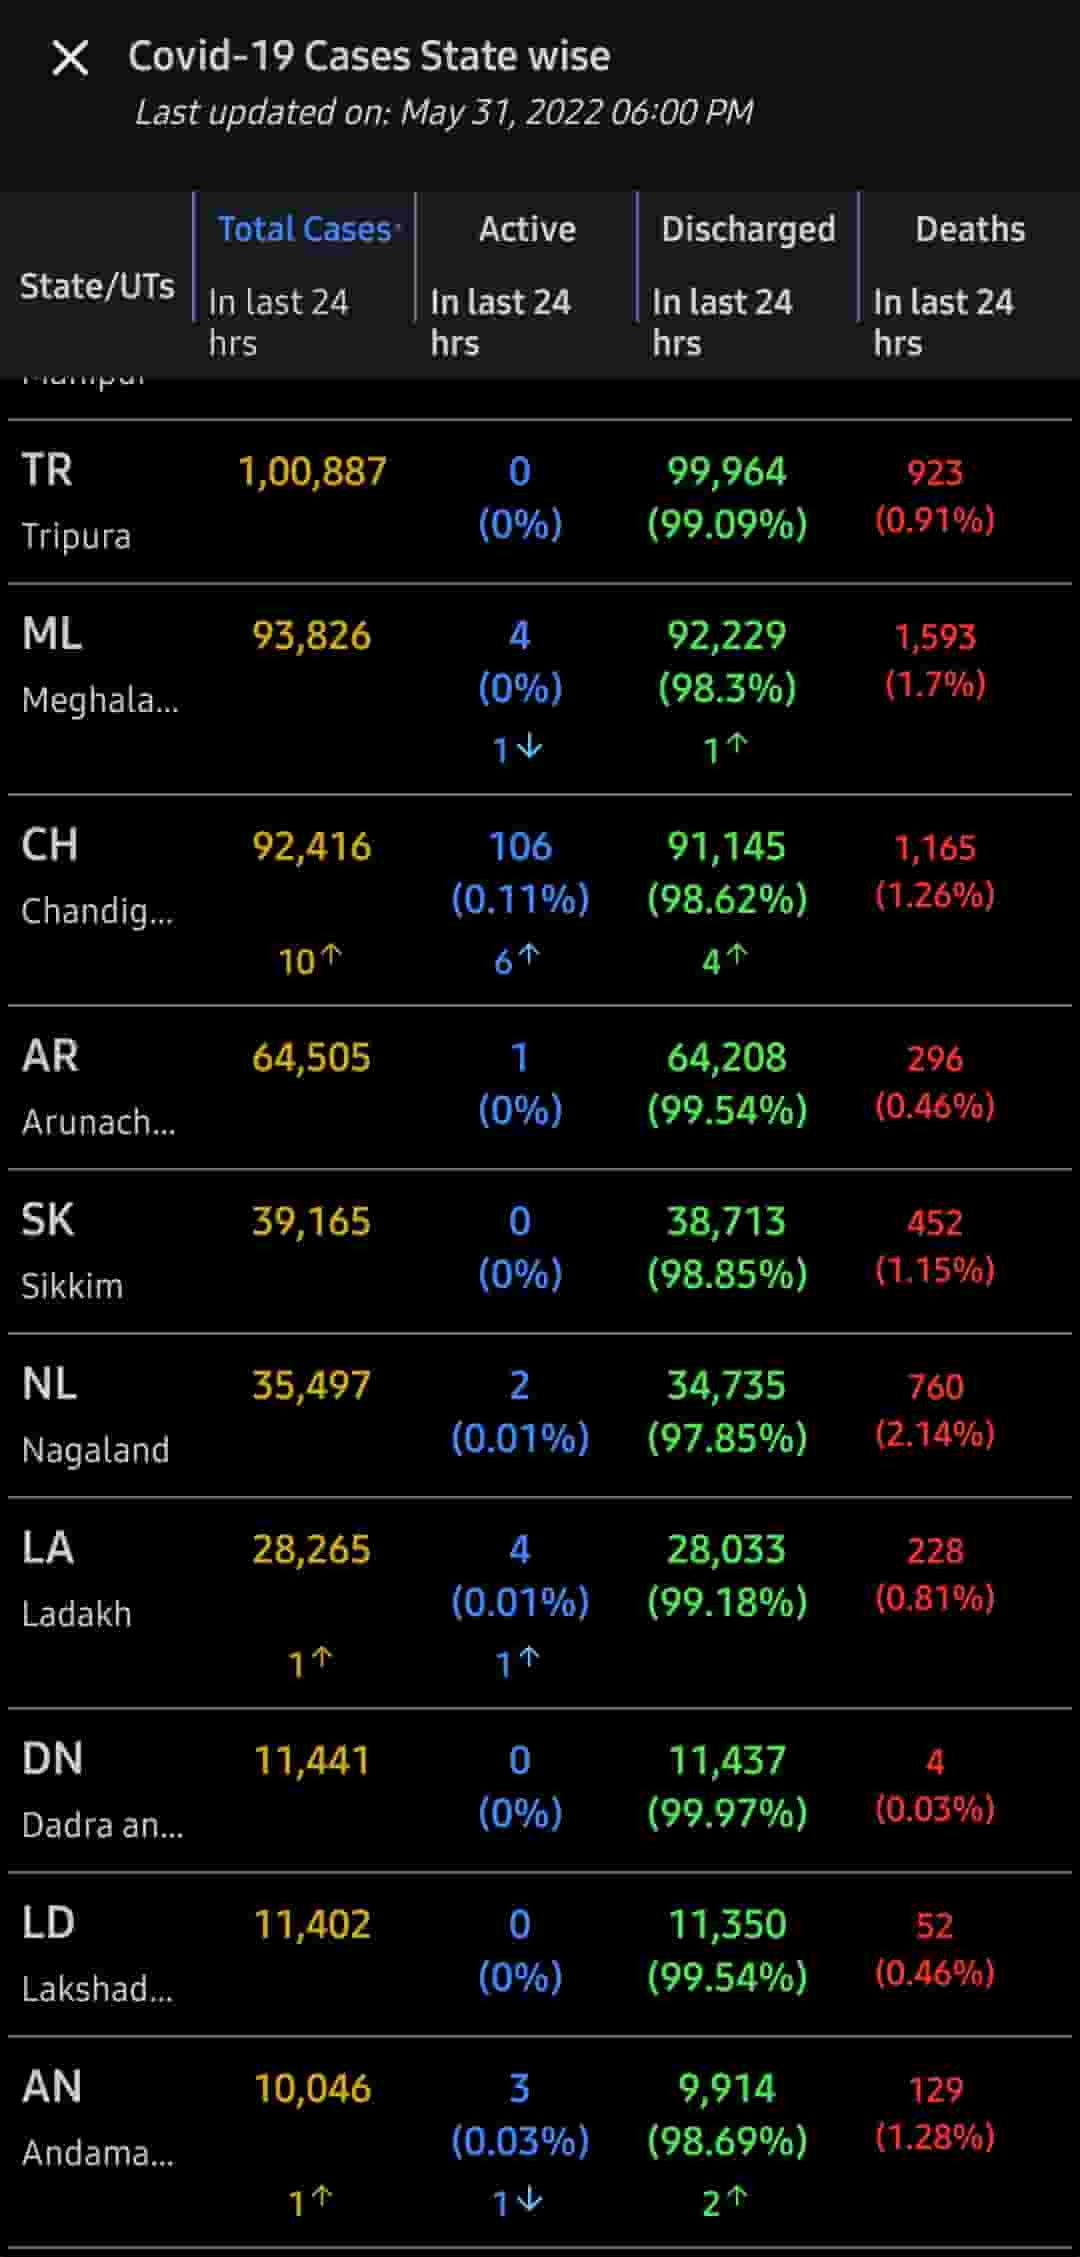 Covid-19 Cases State wise
Last updated on: May 31, 2022 06:00 PM
State/UTs Total Cases Active Discharged Deaths
In last 24 hrs In last 24 hrs In last 24 hrs In last 24 hrs
Manipur
TR 1,00,887 0 99,964 923
Tripura (0%) (99.09%) (0.91%)
ML 93,826 4 92,229 1,593
Meghala... (0%) (98.3%) (1.7%)
1↓ 1↑
CH 92,416 106 91,145 1,165
Chandig... (0.11%) (98.62%) (1.26%)
10↑ 6↑ 4↑
AR 64,505 1 64,208 296
Arunach... (0%) (99.54%) (0.46%)
SK 39,165 0 38,713 452
Sikkim (0%) (98.85%) (1.15%)
NL 35,497 2 34,735 760
Nagaland (0.01%) (97.85%) (2.14%)
LA 28,265 4 28,033 228
Ladakh (0.01%) (99.18%) (0.81%)
1↑ 1↑
DN 11,441 0 11,437 4
Dadra an... (0%) (99.97%) (0.03%)
LD 11,402 0 11,350 52
Lakshad... (0%) (99.54%) (0.46%)
AN 10,046 3 9,914 129
Andama... (0.03%) (98.69%) (1.28%)
1↑ 1↓ 2↑